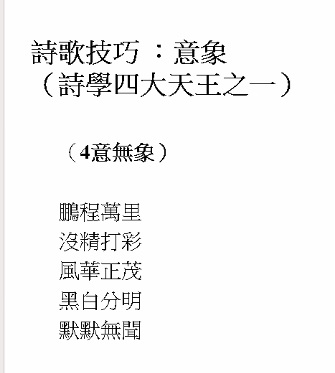 詩歌技巧：意象
（詩學四大天王之一）
（4意無象）
鵬程萬里
沒精打彩
風華正茂
黑白分明
默默無聞